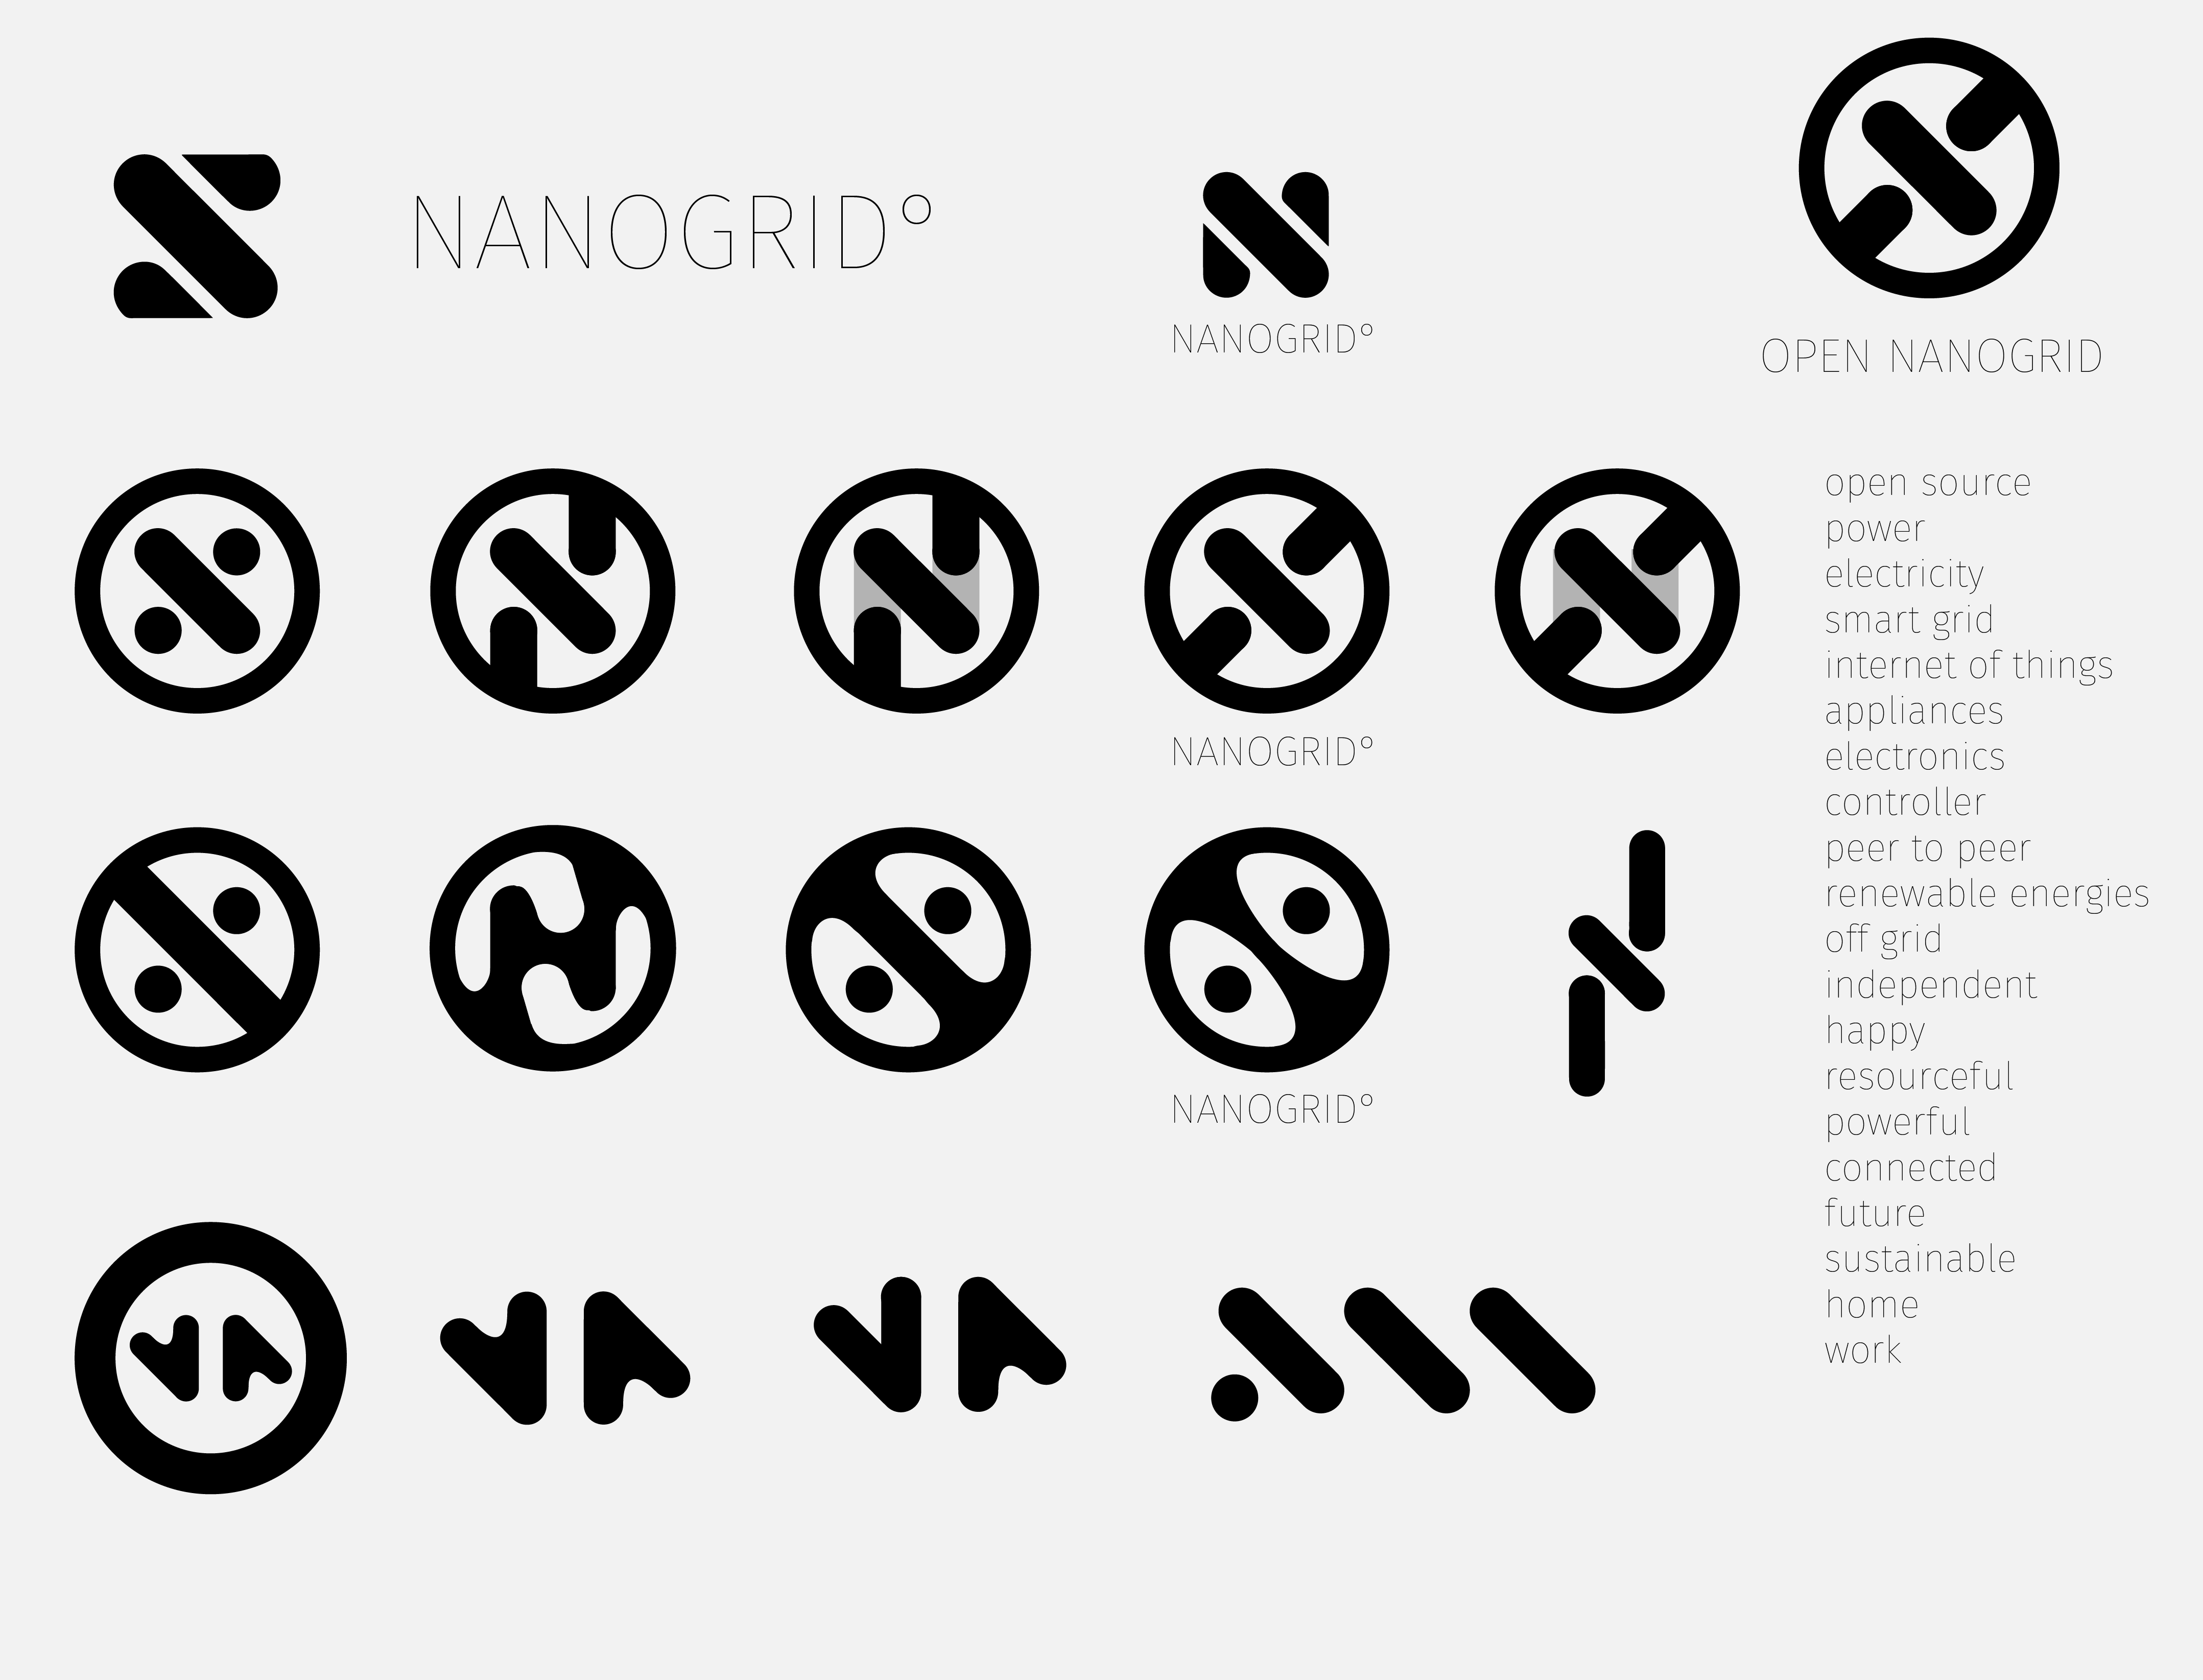 NANOGRID°
NANOGRID°
OPEN NANOGRID
open source
power
electricity
smart grid
internet of things
appliances
electronics
controller
peer to peer
renewable energies
off grid
independent
happy
resourceful
powerful
connected
future
sustainable
home
work
NANOGRID°
NANOGRID°